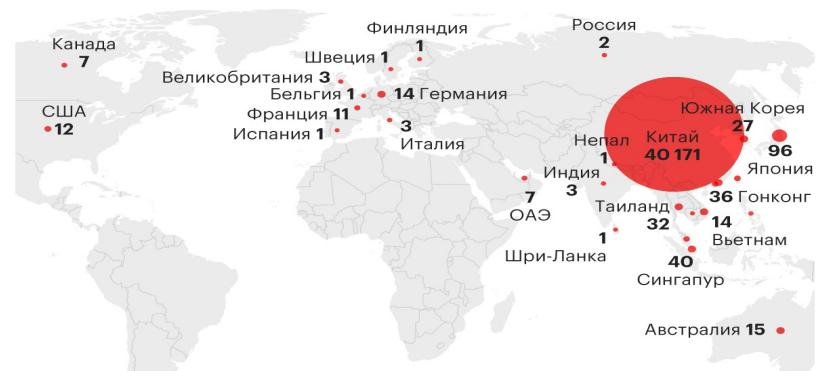 Финляндия
1
Россия
2
Канада
7
Швеция 1
Великобритания 3
Бельгия 1
14 Германия
США
12
Франция 11
Испания 1
3
Италия
Южная Корея
27
Китай
40 171
96
Япония
Непал
1
Индия
3
7
ОАЭ
36 Гонконг
Таиланд
32
14
Вьетнам
1
Шри-Ланка
40
Сингапур
Австралия 15